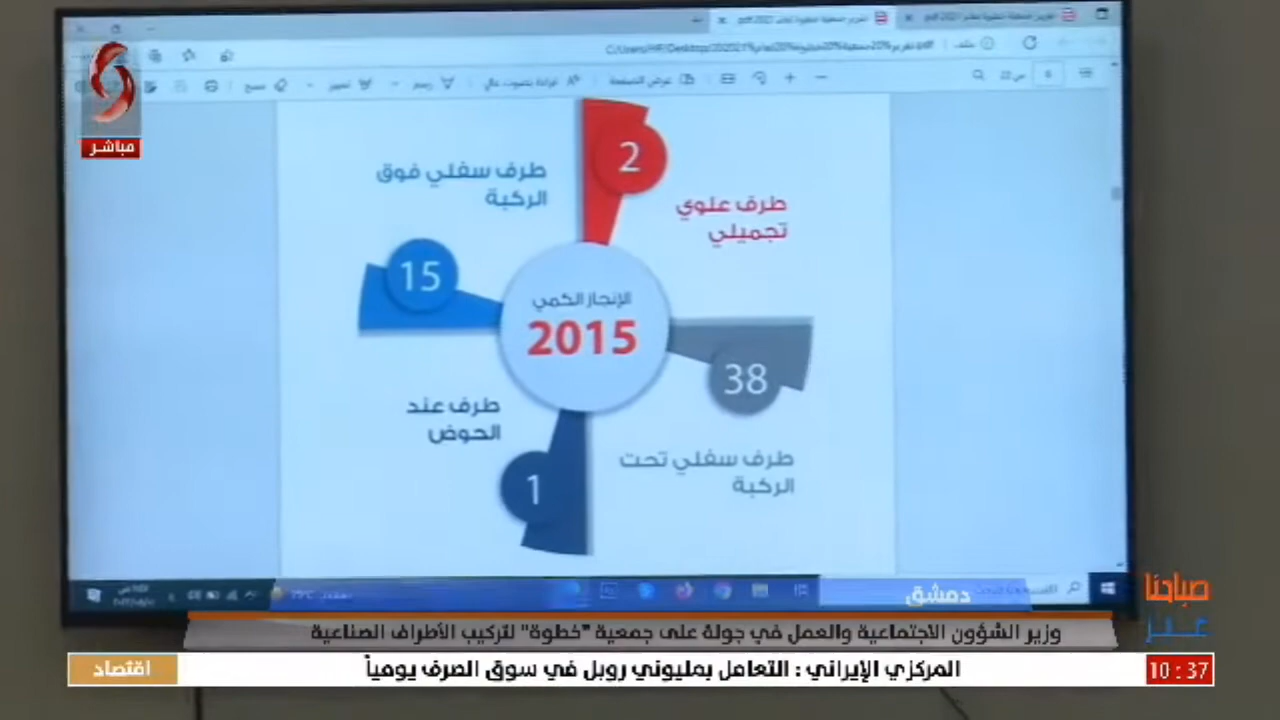 مباشر
طرف سفلي فوق
الركبة
2
طرف علوي
تجميلي
15
الإنجاز الكمي
2015
38
طرف عند
الحوض
1
طرف سفلي تحت
الركبة
دمشق
صباحنا
غير
وزير الشؤون الاجتماعية والعمل في جولة على جمعية "خطوة" لتركيب الأطراف الصناعية
اقتصاد
المركزي الإيراني : التعامل بمليوني روبل في سوق الصرف يومياً
10:37